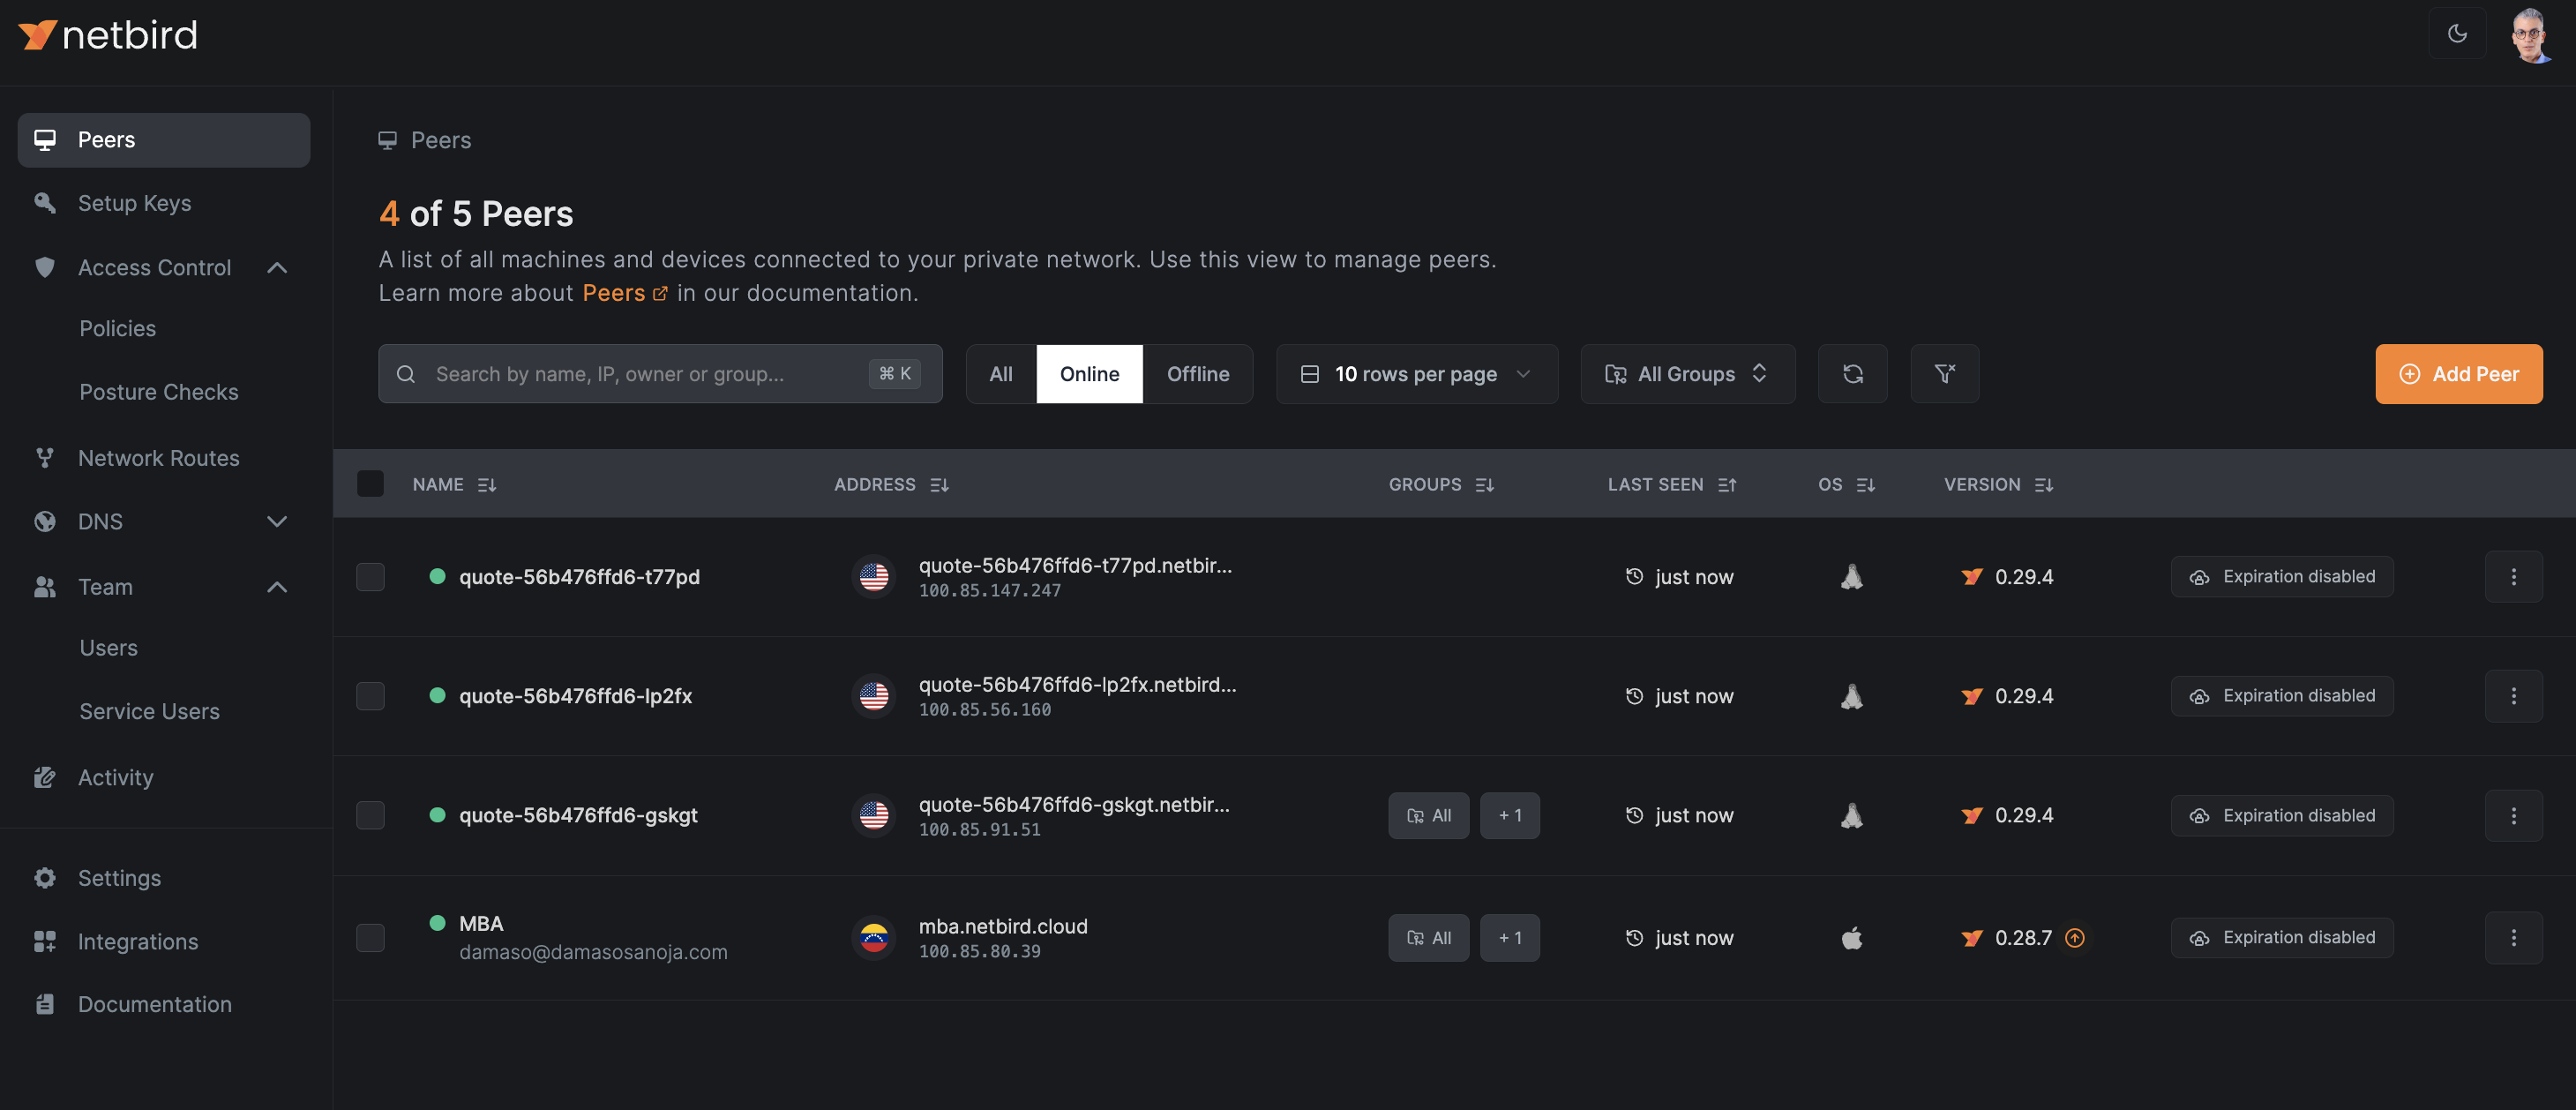 netbird
Peers
Setup Keys
Access Control
Policies
Posture Checks
Network Routes
DNS
Team
Users
Service Users
Activity
Settings
Integrations
Documentation
Peers
4 of 5 Peers
A list of all machines and devices connected to your private network. Use this view to manage peers.
Learn more about Peers in our documentation.
Search by name, IP, owner or group... ⌘ K All Online Offline 10 rows per page All Groups Add Peer
NAME ADDRESS GROUPS LAST SEEN OS VERSION
quote-56b476ffd6-t77pd quote-56b476ffd6-t77pd.netbir... just now 0.29.4 Expiration disabled
100.85.147.247
quote-56b476ffd6-lp2fx quote-56b476ffd6-lp2fx.netbird... just now 0.29.4 Expiration disabled
100.85.56.160
quote-56b476ffd6-gskgt quote-56b476ffd6-gskgt.netbir... All + 1 just now 0.29.4 Expiration disabled
100.85.91.51
MBA mba.netbird.cloud All + 1 just now 0.28.7 Expiration disabled
damaso@damasosanoja.com 100.85.80.39